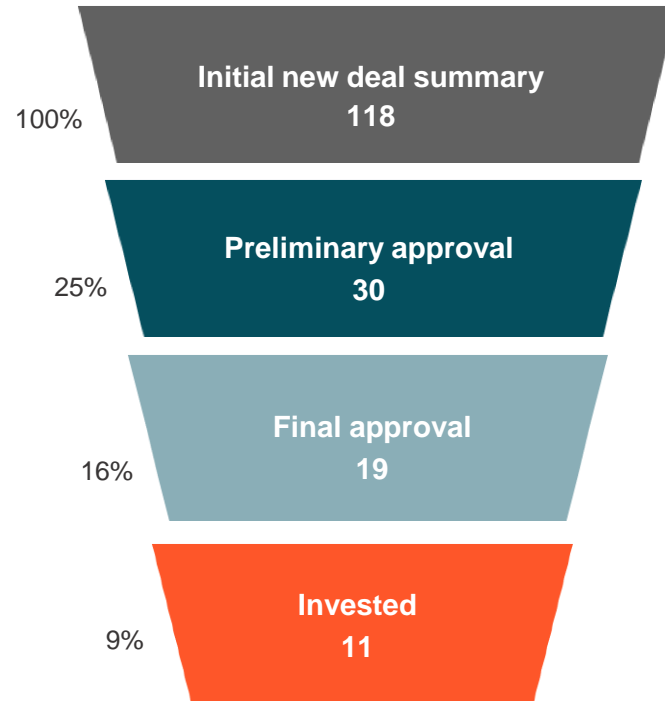 Initial new deal summary
118
100%
Preliminary approval
30
25%
Final approval
19
16%
Invested
11
9%